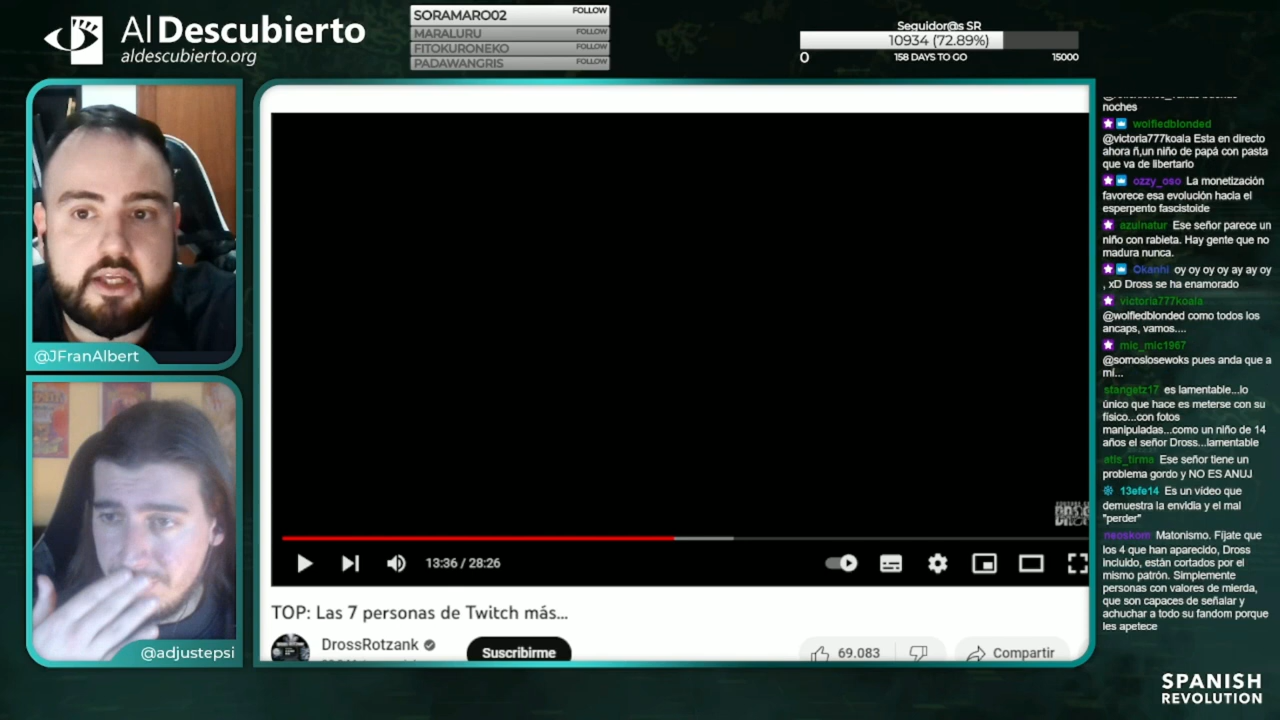 Al Descubierto
aldescubierto.org
SORAMARO02 FOLLOW
MARALURU FOLLOW
FITOKURONEKO FOLLOW
PADAWANGRIS FOLLOW
Seguidor@s SR
10934 (72.89%)
0 158 DAYS TO GO 15000
@JFranAlbert
@adjustepsi
13:36 / 28:26
TOP: Las 7 personas de Twitch más...
DrossRotzank
Suscribirme
69.083
Compartir
noches
wolfiedblonded
@victoria777koala Esta en directo
ahora ñ,un niño de papá con pasta
que va de libertario
ozzy_oso La monetización
favorece esa evolución hacia el
esperpento fascistoide
azulnatur Ese señor parece un
niño con rabieta. Hay gente que no
madura nunca.
Okanhi oy oy oy oy ay ay oy
, xD Dross se ha enamorado
victoria777koala
@wolfiedblonded como todos los
ancaps, vamos....
mic_mic1967
@somoslosewoks pues anda que a
mí...
stangetz17 es lamentable...lo
único que hace es meterse con su
físico...con fotos
manipuladas...como un niño de 14
años el señor Dross...lamentable
atis_tirma Ese señor tiene un
problema gordo y NO ES ANUJ
13efe14 Es un vídeo que
demuestra la envidia y el mal
"perder"
neoskom Matonismo. Fíjate que
los 4 que han aparecido, Dross
incluido, están cortados por el
mismo patrón. Simplemente
personas con valores de mierda,
que son capaces de señalar y
achuchar a todo su fandom porque
les apetece
SPANISH
REVOLUTION